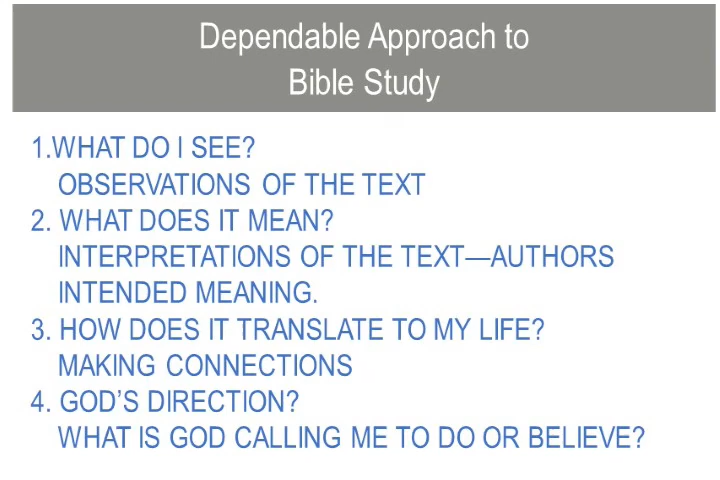 Dependable Approach to
Bible Study
1.WHAT DO I SEE?
OBSERVATIONS OF THE TEXT
2. WHAT DOES IT MEAN?
INTERPRETATIONS OF THE TEXT—AUTHORS
INTENDED MEANING.
3. HOW DOES IT TRANSLATE TO MY LIFE?
MAKING CONNECTIONS
4. GOD’S DIRECTION?
WHAT IS GOD CALLING ME TO DO OR BELIEVE?